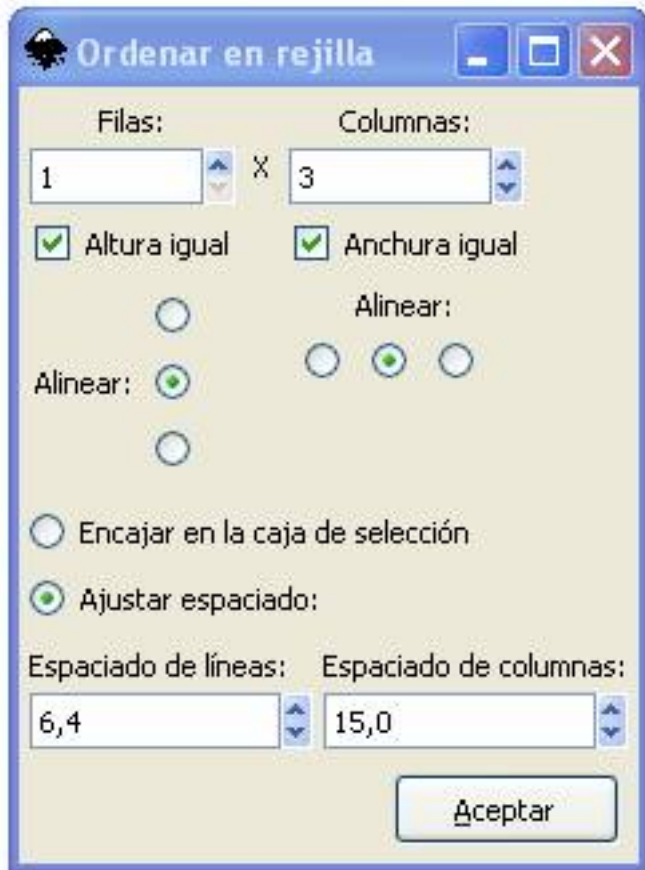 Ordenar en rejilla
Filas: Columnas:
1 X 3
Altura igual Anchura igual
Alinear:
Alinear:
Encajar en la caja de selección
Ajustar espaciado:
Espaciado de líneas: Espaciado de columnas:
6,4 15,0
Aceptar